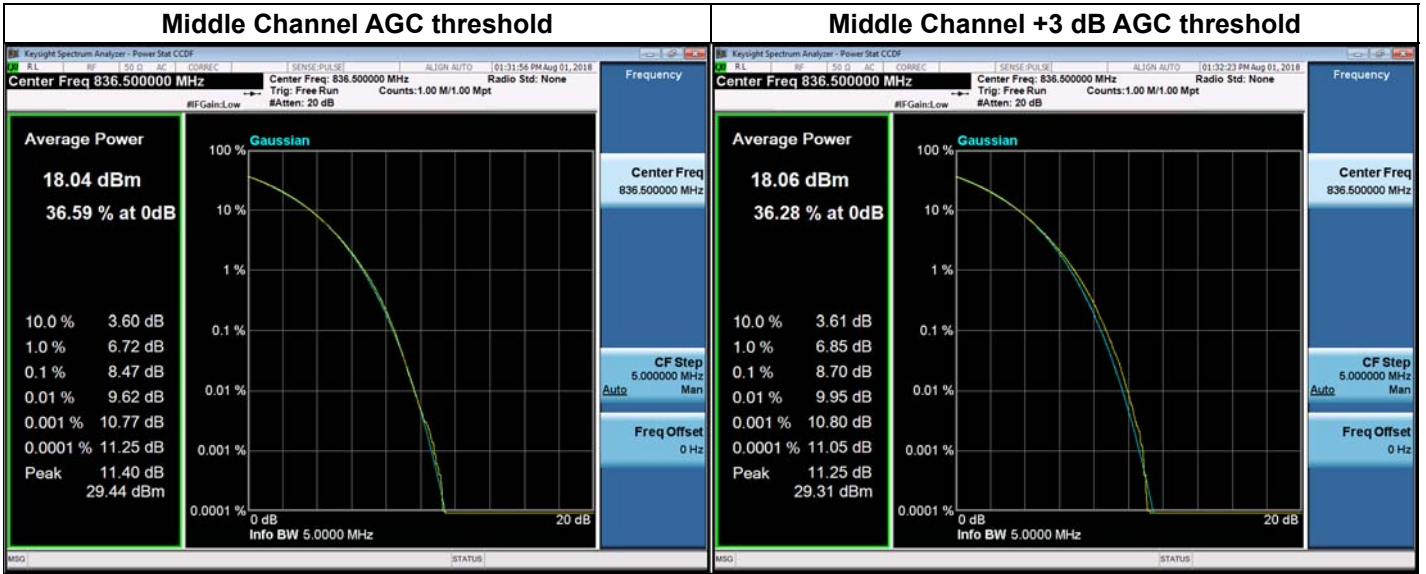 Middle Channel AGC threshold
Keysight Spectrum Analyzer - Power Stat CCDF
RL RF 50 Ω AC CORREC SENSE:PULSE ALIGN AUTO 01:31:56 PM Aug 01, 2018
Center Freq 836.500000 MHz
Center Freq: 836.500000 MHz Radio Std: None
Trig: Free Run Counts:1.00 M/1.00 Mpt
#IFGain:Low #Atten: 20 dB
Frequency
Average Power
18.04 dBm
36.59 % at 0dB
10.0 % 3.60 dB
1.0 % 6.72 dB
0.1 % 8.47 dB
0.01 % 9.62 dB
0.001 % 10.77 dB
0.0001 % 11.25 dB
Peak 11.40 dB
29.44 dBm
Gaussian
100 %
10 %
1 %
0.1 %
0.01 %
0.001 %
0.0001 %
0 dB 20 dB
Info BW 5.0000 MHz
Center Freq
836.500000 MHz
CF Step
5.000000 MHz
Auto Man
Freq Offset
0 Hz
MSG STATUS
Middle Channel +3 dB AGC threshold
Keysight Spectrum Analyzer - Power Stat CCDF
RL RF 50 Ω AC CORREC SENSE:PULSE ALIGN AUTO 01:32:23 PM Aug 01, 2018
Center Freq 836.500000 MHz
Center Freq: 836.500000 MHz Radio Std: None
Trig: Free Run Counts:1.00 M/1.00 Mpt
#IFGain:Low #Atten: 20 dB
Frequency
Average Power
18.06 dBm
36.28 % at 0dB
10.0 % 3.61 dB
1.0 % 6.85 dB
0.1 % 8.70 dB
0.01 % 9.95 dB
0.001 % 10.80 dB
0.0001 % 11.05 dB
Peak 11.25 dB
29.31 dBm
Gaussian
100 %
10 %
1 %
0.1 %
0.01 %
0.001 %
0.0001 %
0 dB 20 dB
Info BW 5.0000 MHz
Center Freq
836.500000 MHz
CF Step
5.000000 MHz
Auto Man
Freq Offset
0 Hz
MSG STATUS